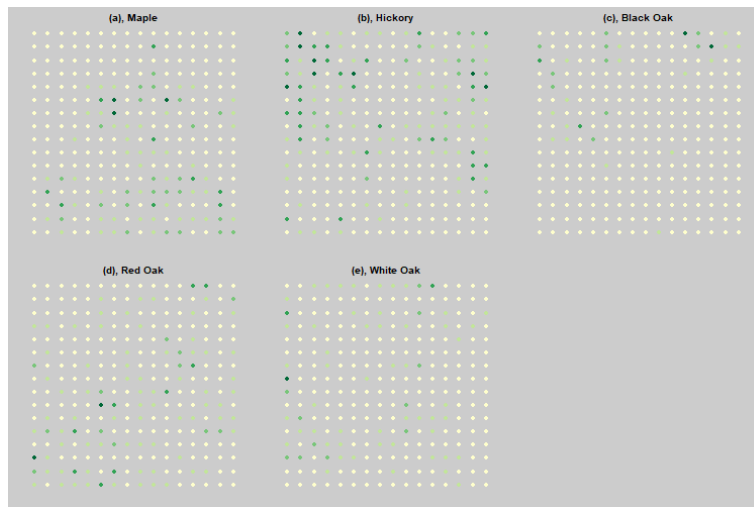 (a), Maple
(b), Hickory
(c), Black Oak
(d), Red Oak
(e), White Oak